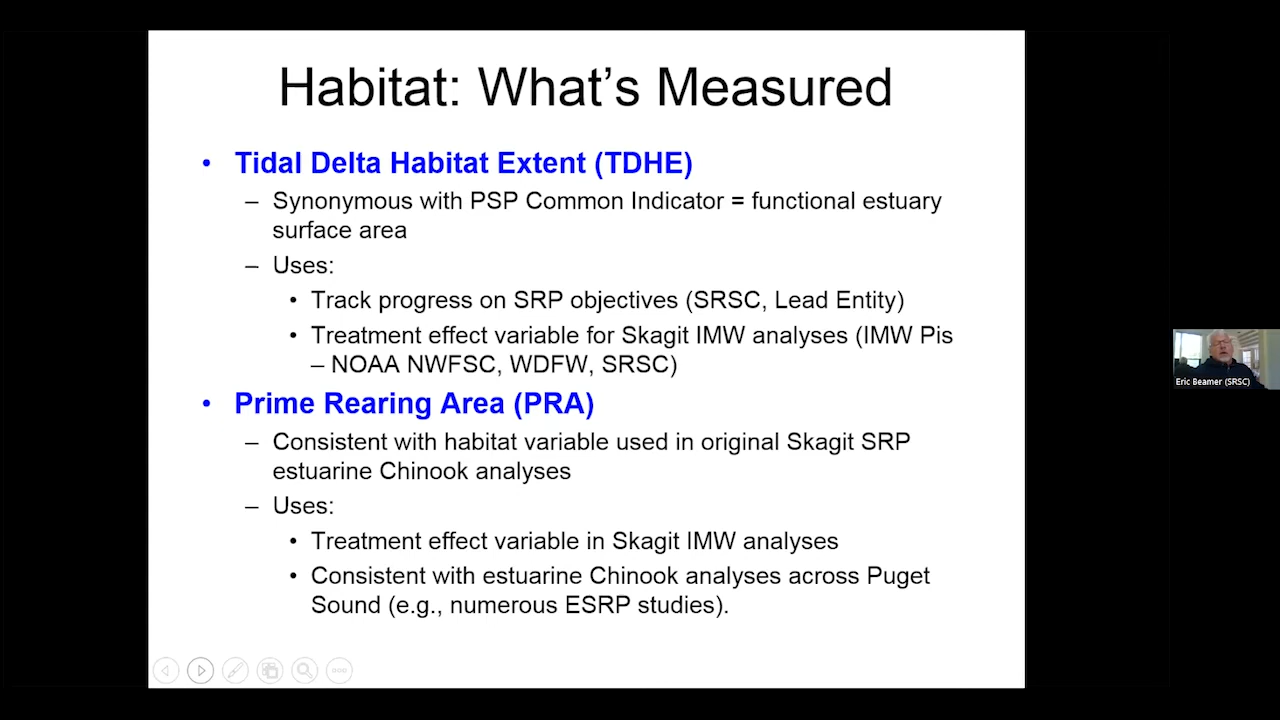 Habitat: What's Measured
• Tidal Delta Habitat Extent (TDHE)
– Synonymous with PSP Common Indicator = functional estuary
surface area
– Uses:
• Track progress on SRP objectives (SRSC, Lead Entity)
• Treatment effect variable for Skagit IMW analyses (IMW Pis
– NOAA NWFSC, WDFW, SRSC)
• Prime Rearing Area (PRA)
– Consistent with habitat variable used in original Skagit SRP
estuarine Chinook analyses
– Uses:
• Treatment effect variable in Skagit IMW analyses
• Consistent with estuarine Chinook analyses across Puget
Sound (e.g., numerous ESRP studies).
Eric Beamer (SRSC)